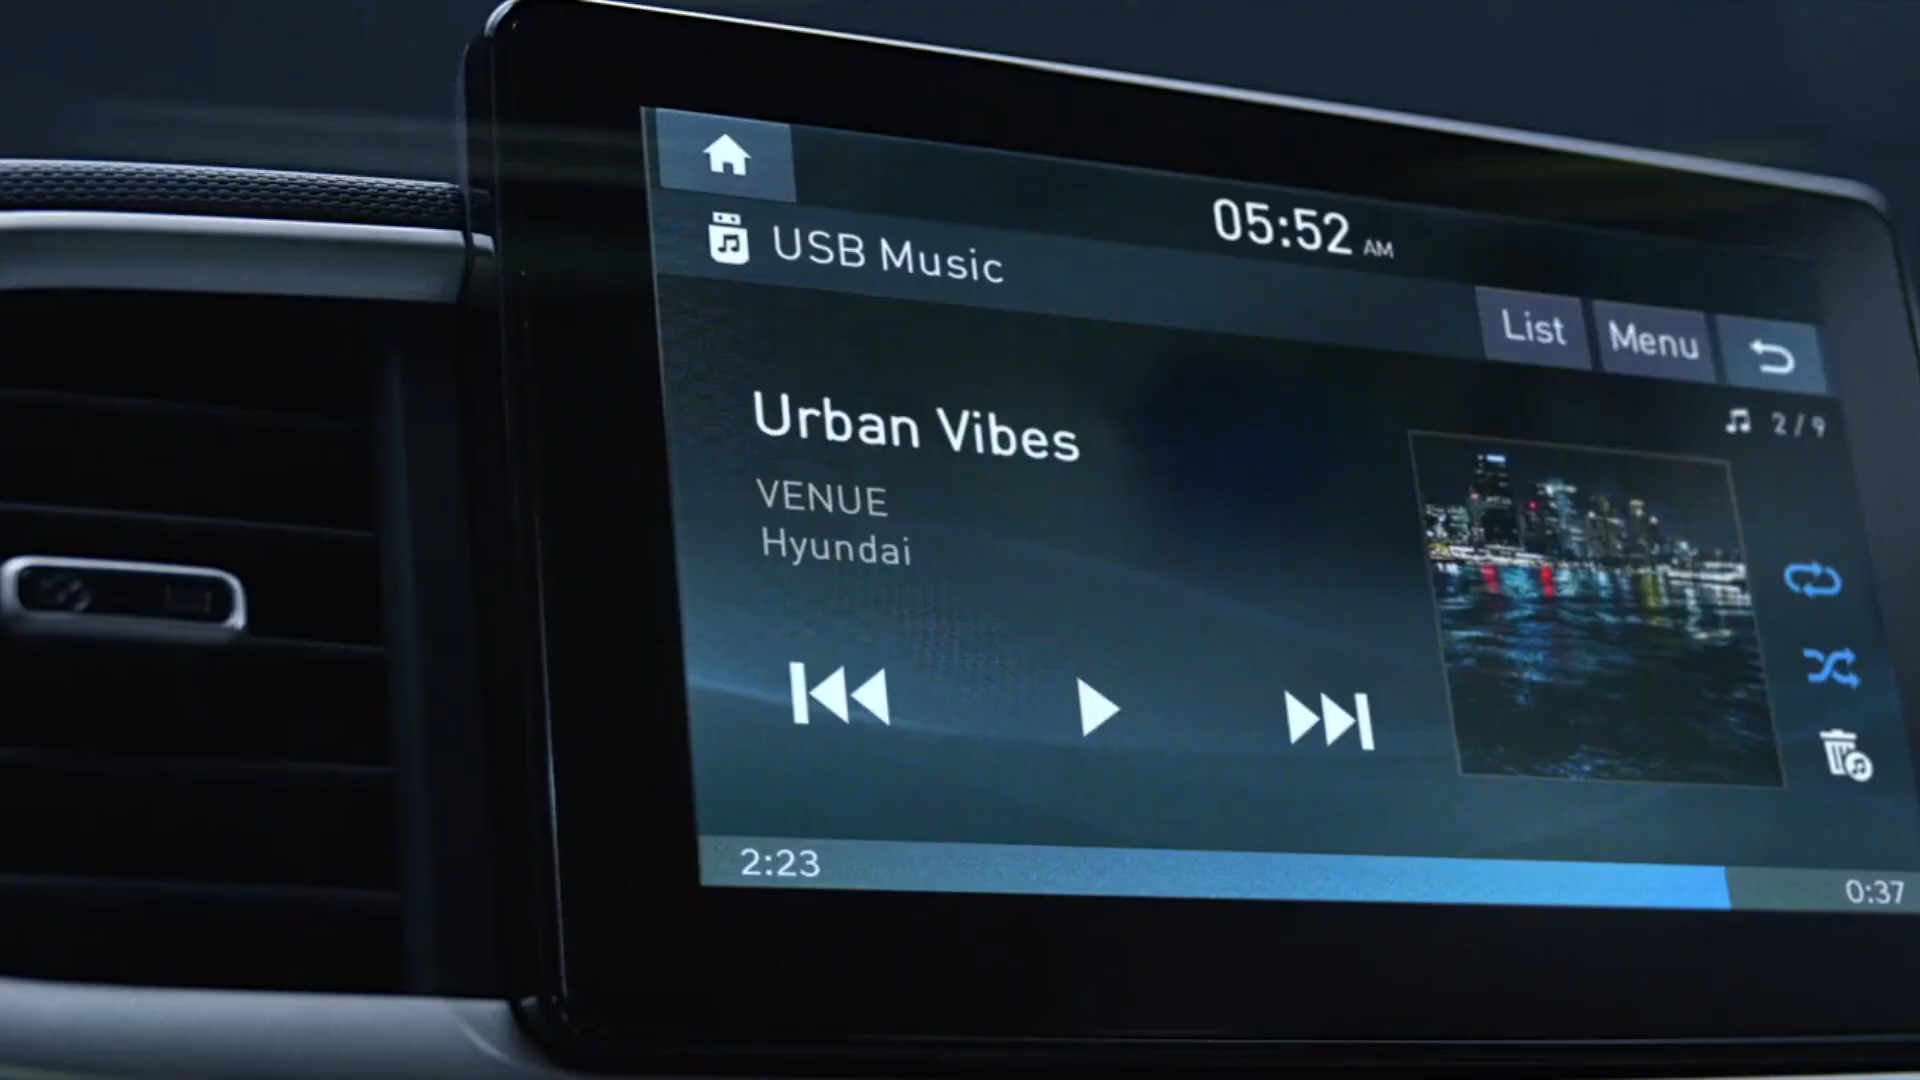 05:52 AM
USB Music
List
Menu
2 / 9
Urban Vibes
VENUE
Hyundai
2:23
0:37